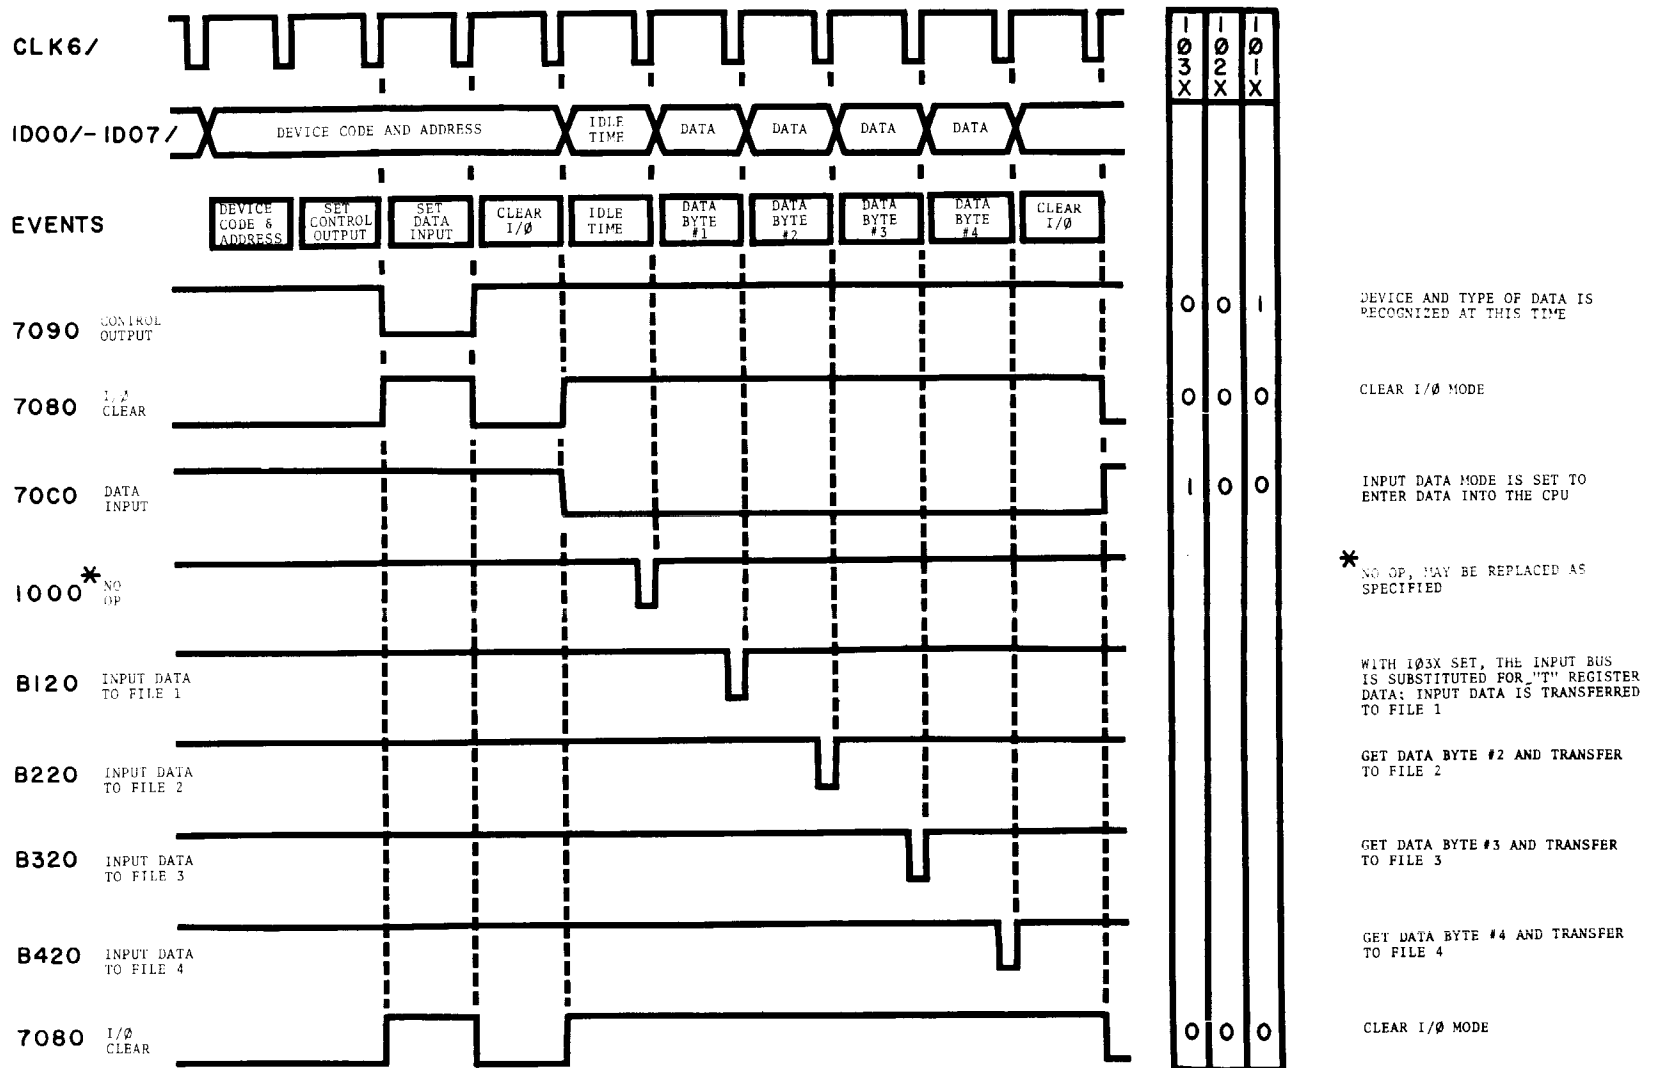 CLK6/
IØ3X
IØ2X
IØ1X
ID00/-ID07/
DEVICE CODE AND ADDRESS
IDLE
TIME
DATA
DATA
DATA
DATA
EVENTS
DEVICE
CODE &
ADDRESS
SET
CONTROL
OUTPUT
SET
DATA
INPUT
CLEAR
I/Ø
IDLE
TIME
DATA
BYTE
#1
DATA
BYTE
#2
DATA
BYTE
#3
DATA
BYTE
#4
CLEAR
I/Ø
7090
CONTROL
OUTPUT
0 0 1
DEVICE AND TYPE OF DATA IS
RECOGNIZED AT THIS TIME
7080
I/Ø
CLEAR
0 0 0
CLEAR I/Ø MODE
70C0
DATA
INPUT
1 0 0
INPUT DATA MODE IS SET TO
ENTER DATA INTO THE CPU
1000*
NO
OP
*
NO OP, MAY BE REPLACED AS
SPECIFIED
B120
INPUT DATA
TO FILE 1
WITH IØ3X SET, THE INPUT BUS
IS SUBSTITUTED FOR "T" REGISTER
DATA; INPUT DATA IS TRANSFERRED
TO FILE 1
B220
INPUT DATA
TO FILE 2
GET DATA BYTE #2 AND TRANSFER
TO FILE 2
B320
INPUT DATA
TO FILE 3
GET DATA BYTE #3 AND TRANSFER
TO FILE 3
B420
INPUT DATA
TO FILE 4
GET DATA BYTE #4 AND TRANSFER
TO FILE 4
7080
I/Ø
CLEAR
0 0 0
CLEAR I/Ø MODE